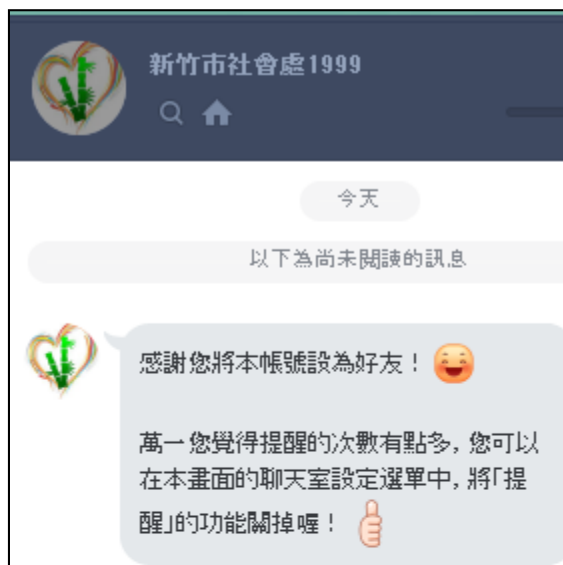 新竹市社會處1999
今天
以下為尚未閱讀的訊息
感謝您將本帳號設為好友！
萬一您覺得提醒的次數有點多，您可以
在本畫面的聊天室設定選單中，將「提
醒」的功能關掉喔！